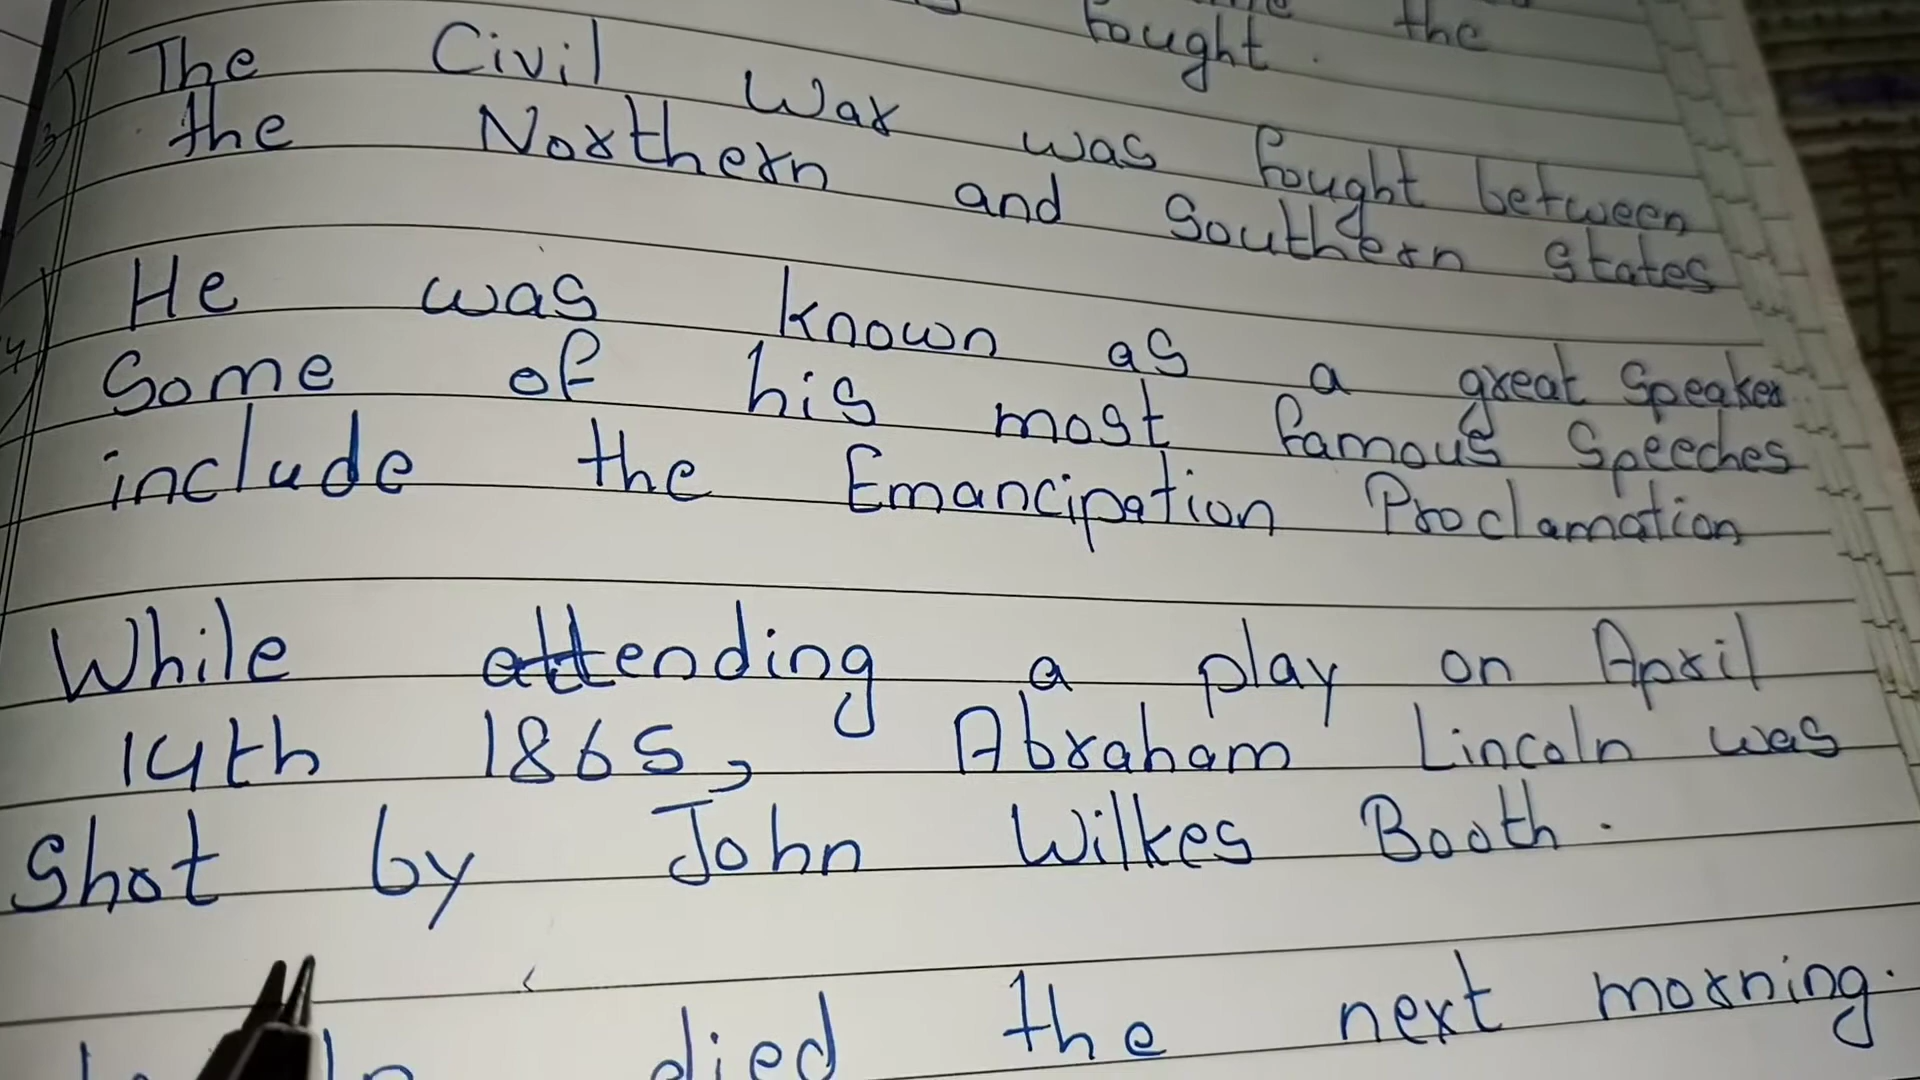 fought. the
3) The Civil War was fought between
the Northern and Southern states
4) He was known as a great Speaker
Some of his most famous Speeches
include the Emancipation Proclamation
While attending a play on April
14th 1865, Abraham Lincoln was
Shot by John Wilkes Booth.
died the next morning.